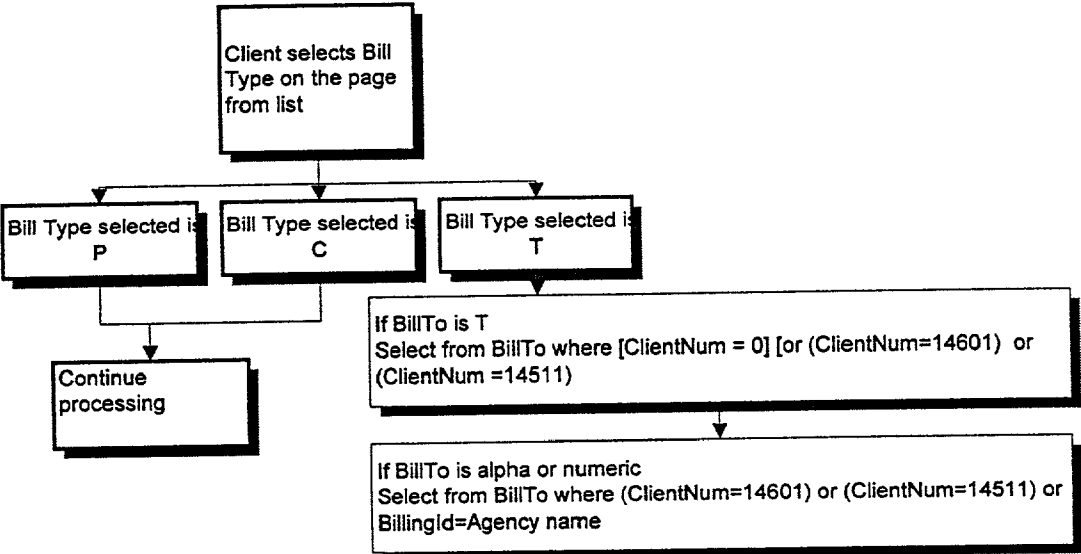 Client selects Bill
Type on the page
from list
Bill Type selected is
P
Bill Type selected is
C
Bill Type selected is
T
If BillTo is T
Select from BillTo where [ClientNum = 0] [or (ClientNum=14601) or
(ClientNum =14511)
Continue
processing
If BillTo is alpha or numeric
Select from BillTo where (ClientNum=14601) or (ClientNum=14511) or
BillingId=Agency name